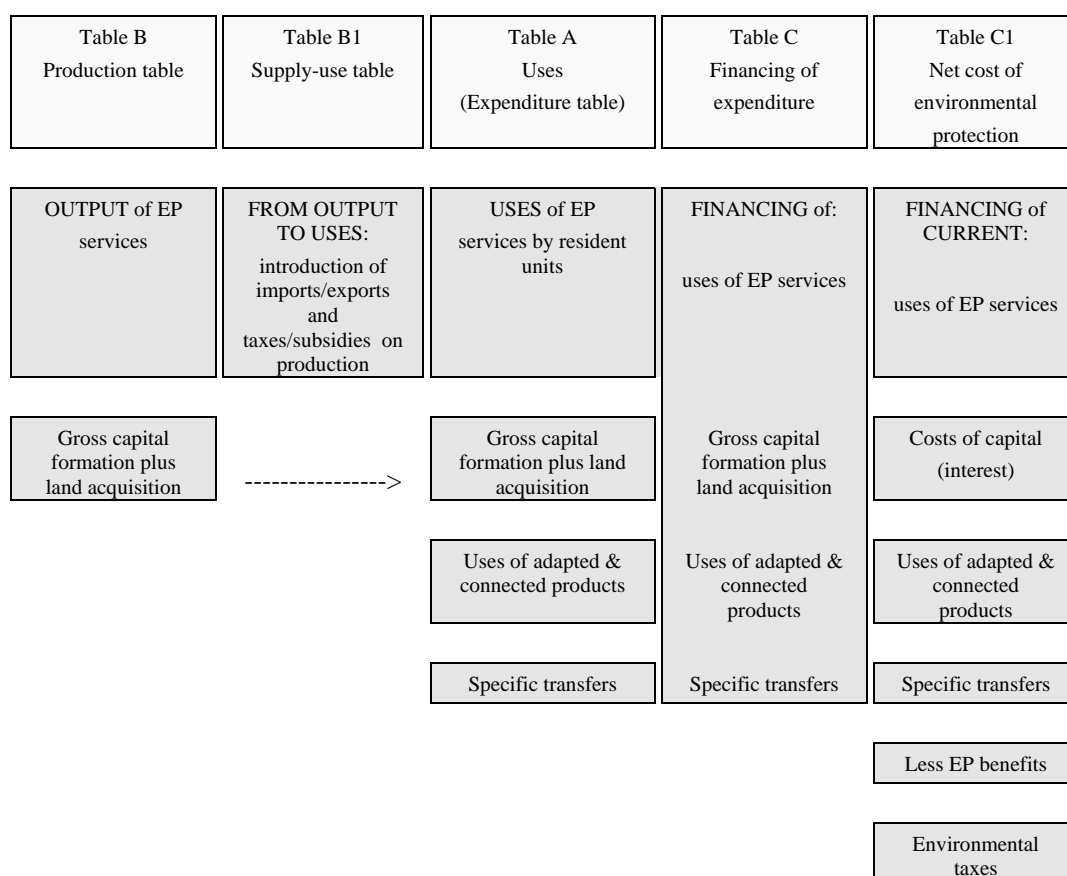 Table B
Production table
Table B1
Supply-use table
Table A
Uses
(Expenditure table)
Table C
Financing of
expenditure
Table C1
Net cost of
environmental
protection
OUTPUT of EP
services
FROM OUTPUT
TO USES:
introduction of
imports/exports
and
taxes/subsidies on
production
USES of EP
services by resident
units
FINANCING of:
uses of EP services
FINANCING of
CURRENT:
uses of EP services
Gross capital
formation plus
land acquisition
---------------->
Gross capital
formation plus land
acquisition
Gross capital
formation plus
land acquisition
Costs of capital
(interest)
Uses of adapted &
connected products
Uses of adapted &
connected
products
Uses of adapted &
connected
products
Specific transfers
Specific transfers
Specific transfers
Less EP benefits
Environmental
taxes